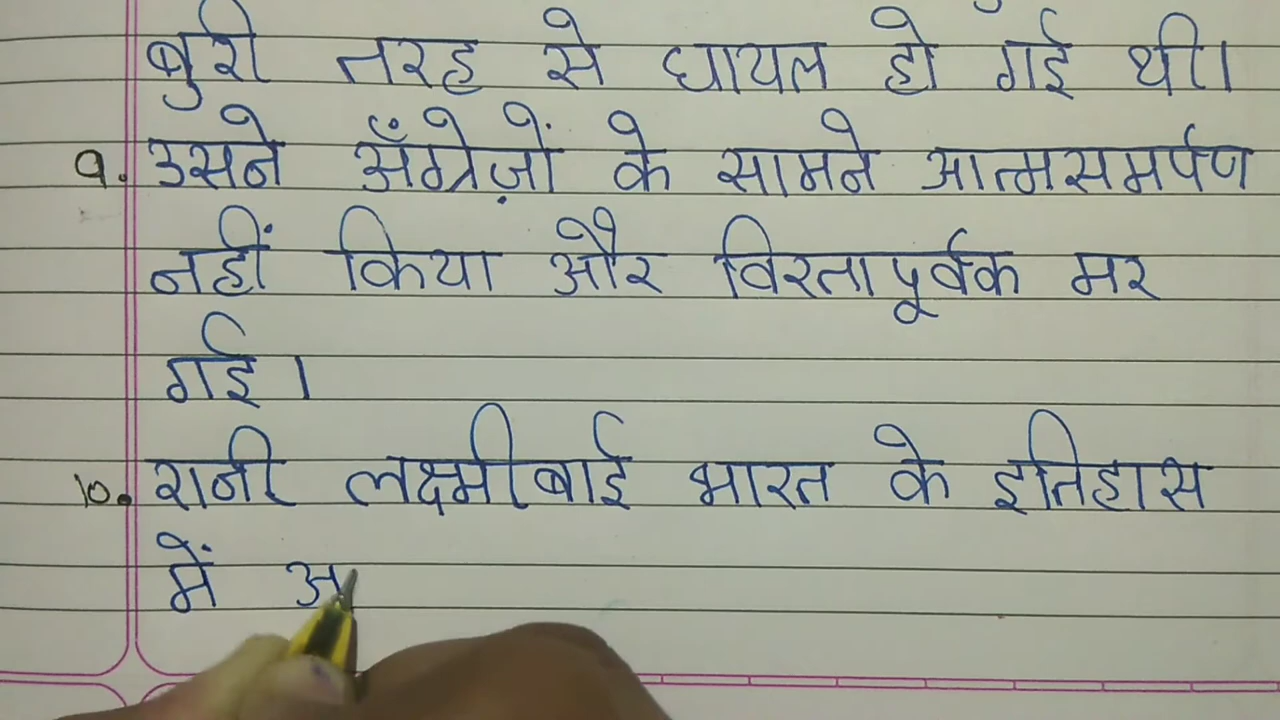 बुरी तरह से घायल हो गई थी।
9. उसने अँग्रेज़ों के सामने आत्मसमर्पण
नहीं किया और विरतापूर्वक मर
गई।
10. रानी लक्ष्मीबाई भारत के इतिहास
में अ